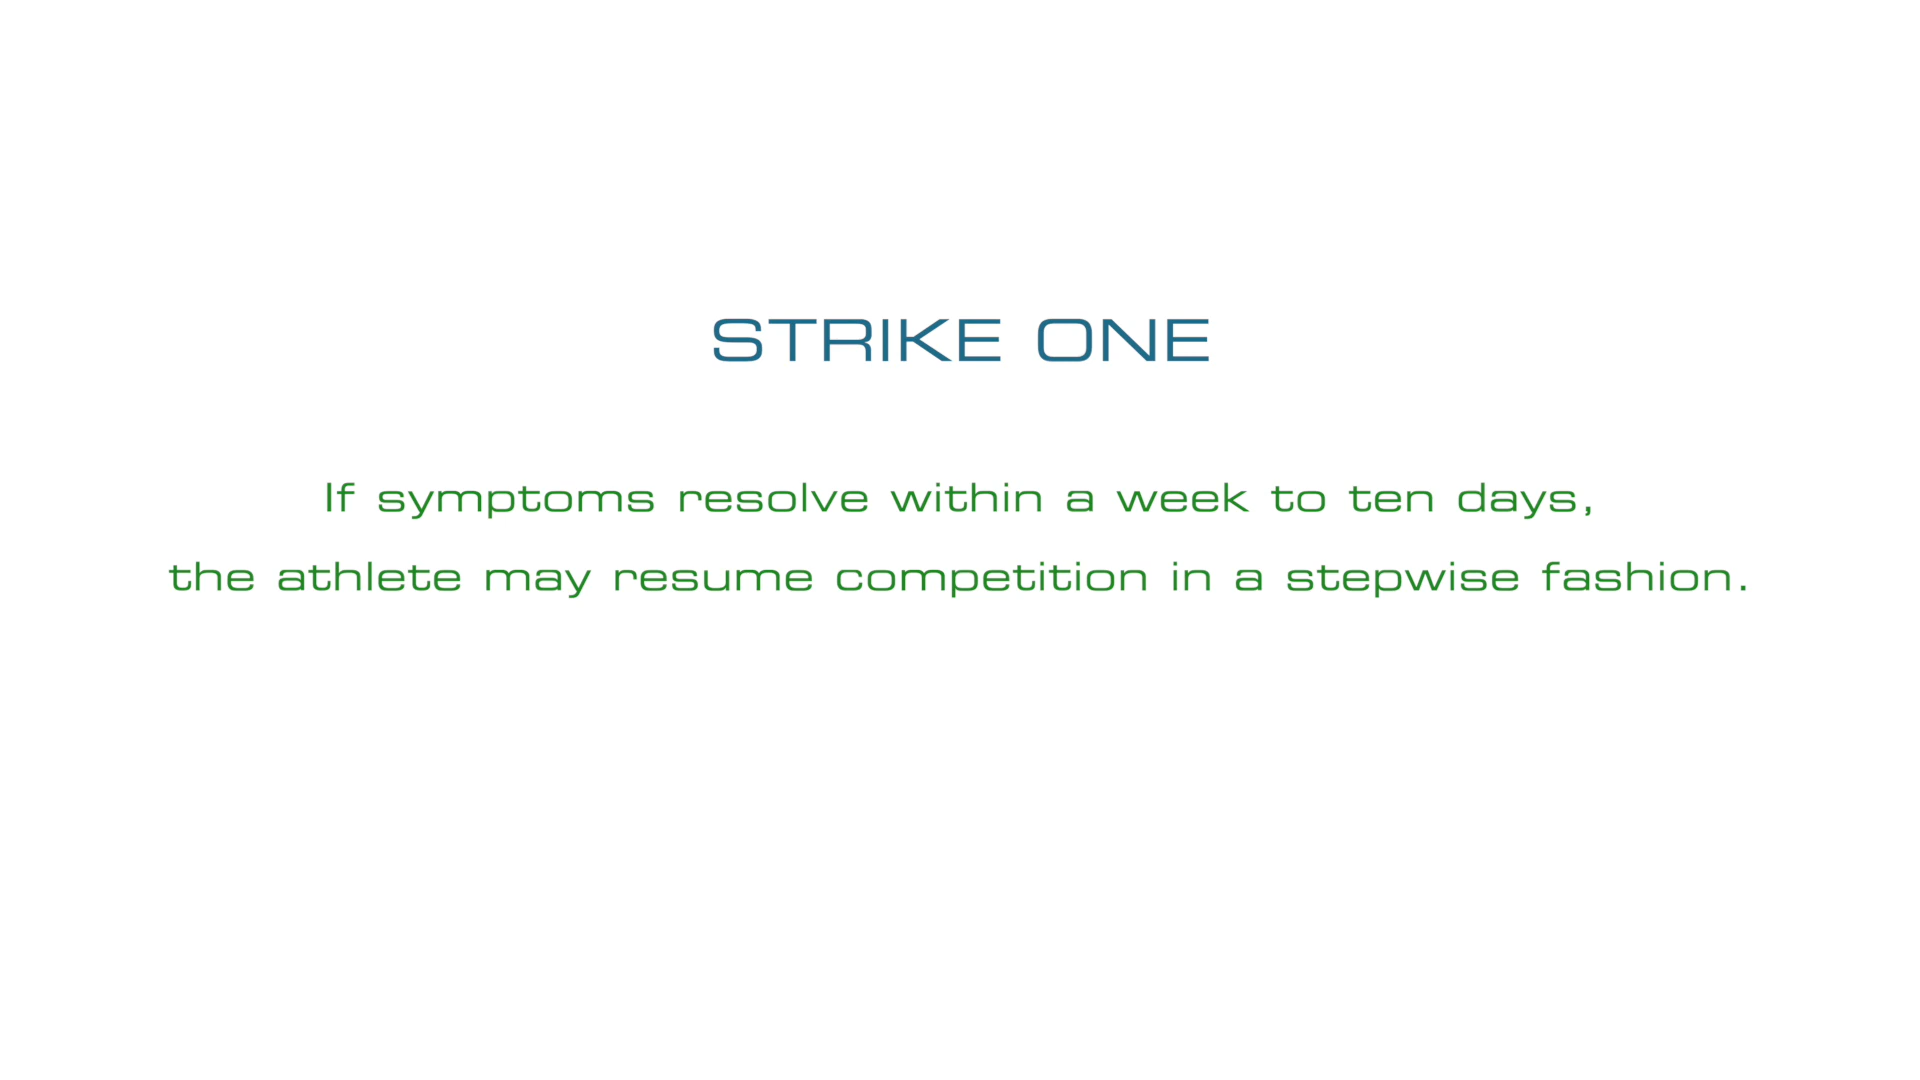 STRIKE ONE
If symptoms resolve within a week to ten days,
the athlete may resume competition in a stepwise fashion.